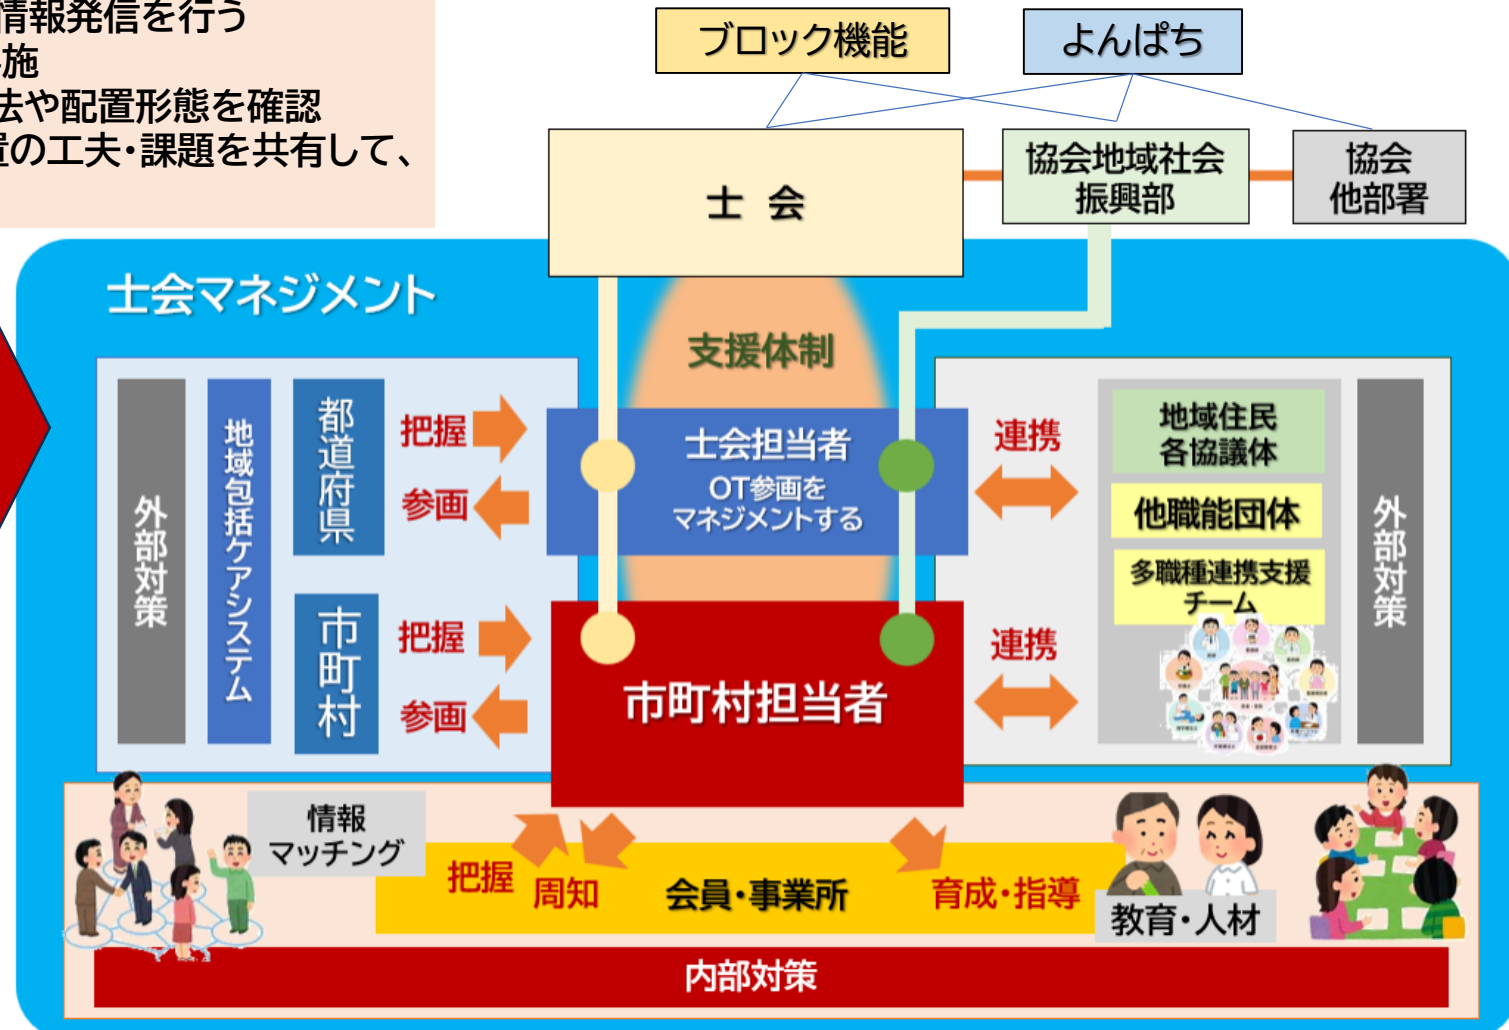 情報発信を行う
施
法や配置形態を確認
置の工夫・課題を共有して、
ブロック機能
よんぱち
士 会
協会地域社会
振興部
協会
他部署
士会マネジメント
支援体制
外部対策
地域包括ケアシステム
都道府県
把握
参画
市町村
把握
参画
士会担当者
OT参画を
マネジメントする
市町村担当者
連携
連携
地域住民
各協議体
他職能団体
多職種連携支援
チーム
外部対策
情報
マッチング
把握
周知
会員・事業所
育成・指導
教育・人材
内部対策